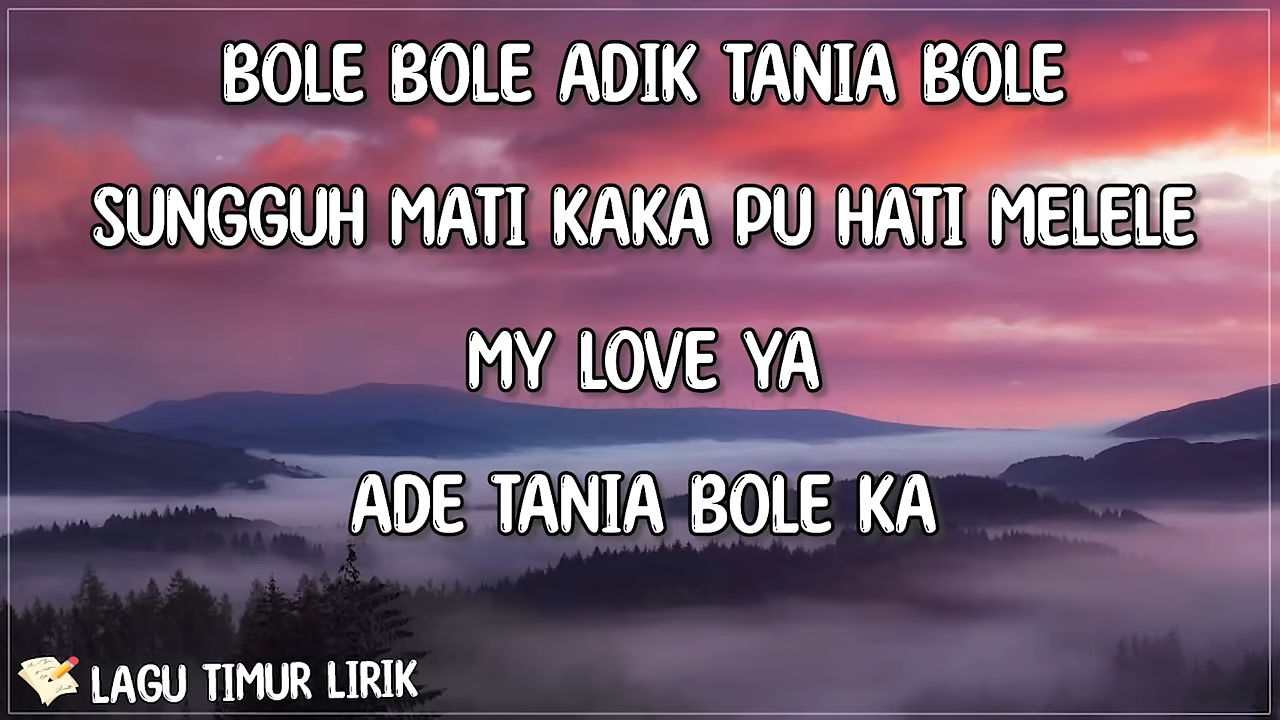 BOLE BOLE ADIK TANIA BOLE
SUNGGUH MATI KAKA PU HATI MELELE
MY LOVE YA
ADE TANIA BOLE KA
LAGU TIMUR LIRIK